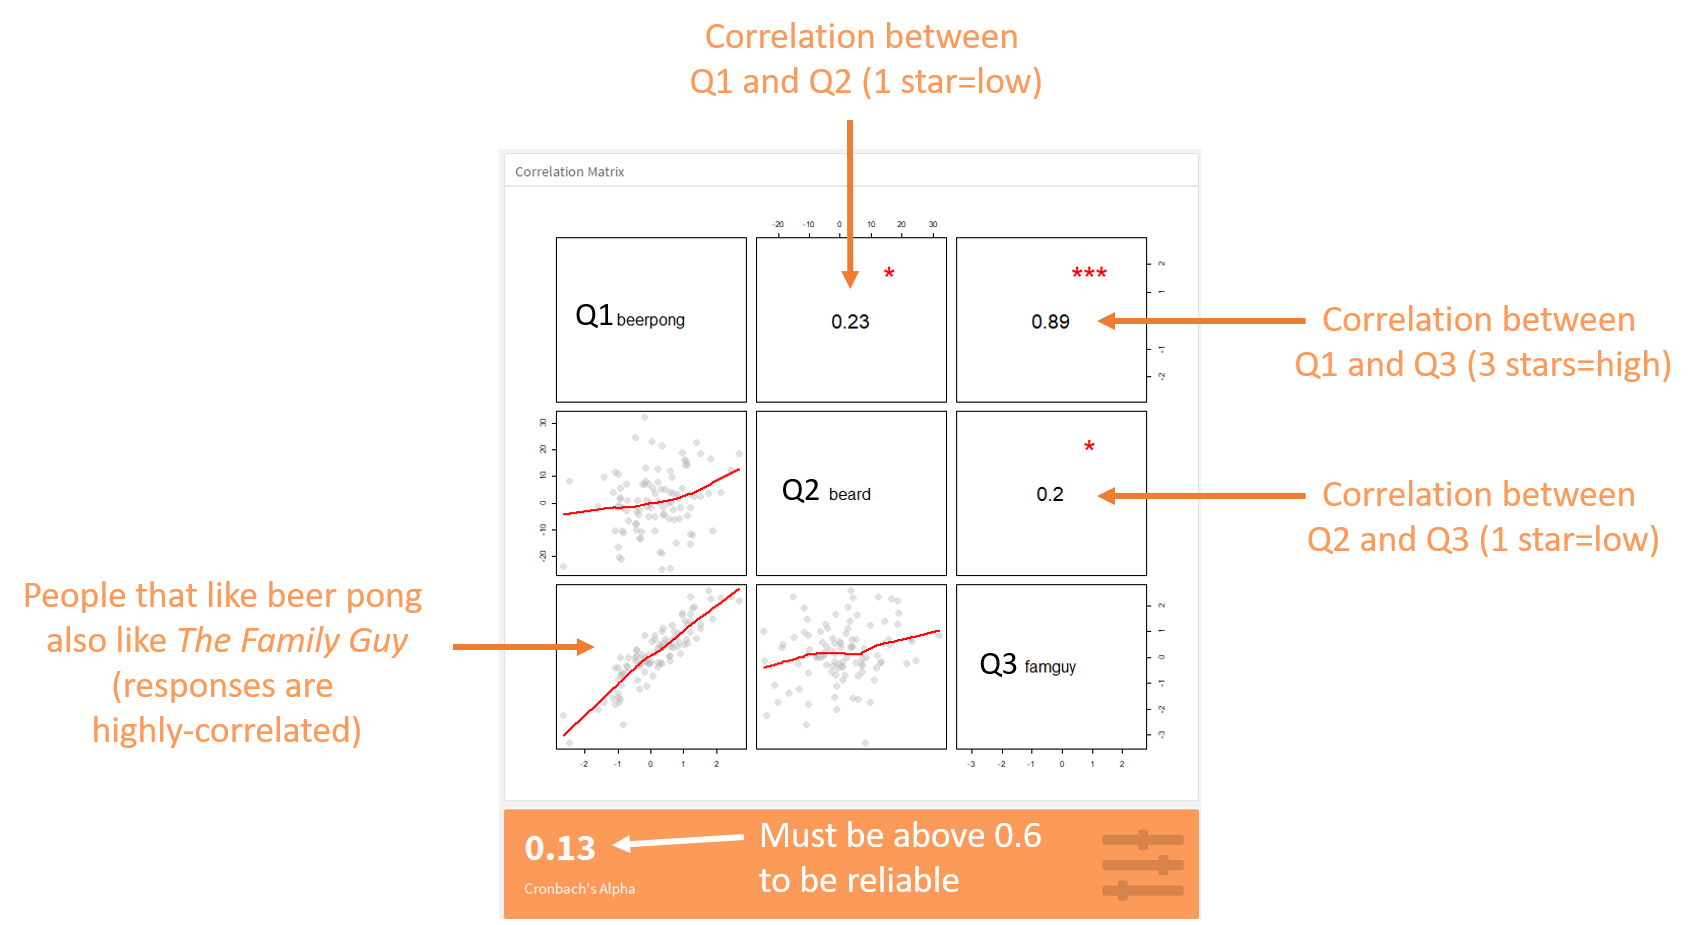 Correlation between
Q1 and Q2 (1 star=low)
Correlation Matrix
-20 -10 0 10 20 30
Q1 beerpong
*
0.23
***
0.89
2
1
-1
-2
Correlation between
Q1 and Q3 (3 stars=high)
30
20
10
0
-10
-20
Q2 beard
*
0.2
Correlation between
Q2 and Q3 (1 star=low)
People that like beer pong
also like The Family Guy
(responses are
highly-correlated)
Q3 famguy
2
1
0
-1
-2
-3
-2 -1 0 1 2
-3 -2 -1 0 1 2
0.13
Cronbach's Alpha
Must be above 0.6
to be reliable